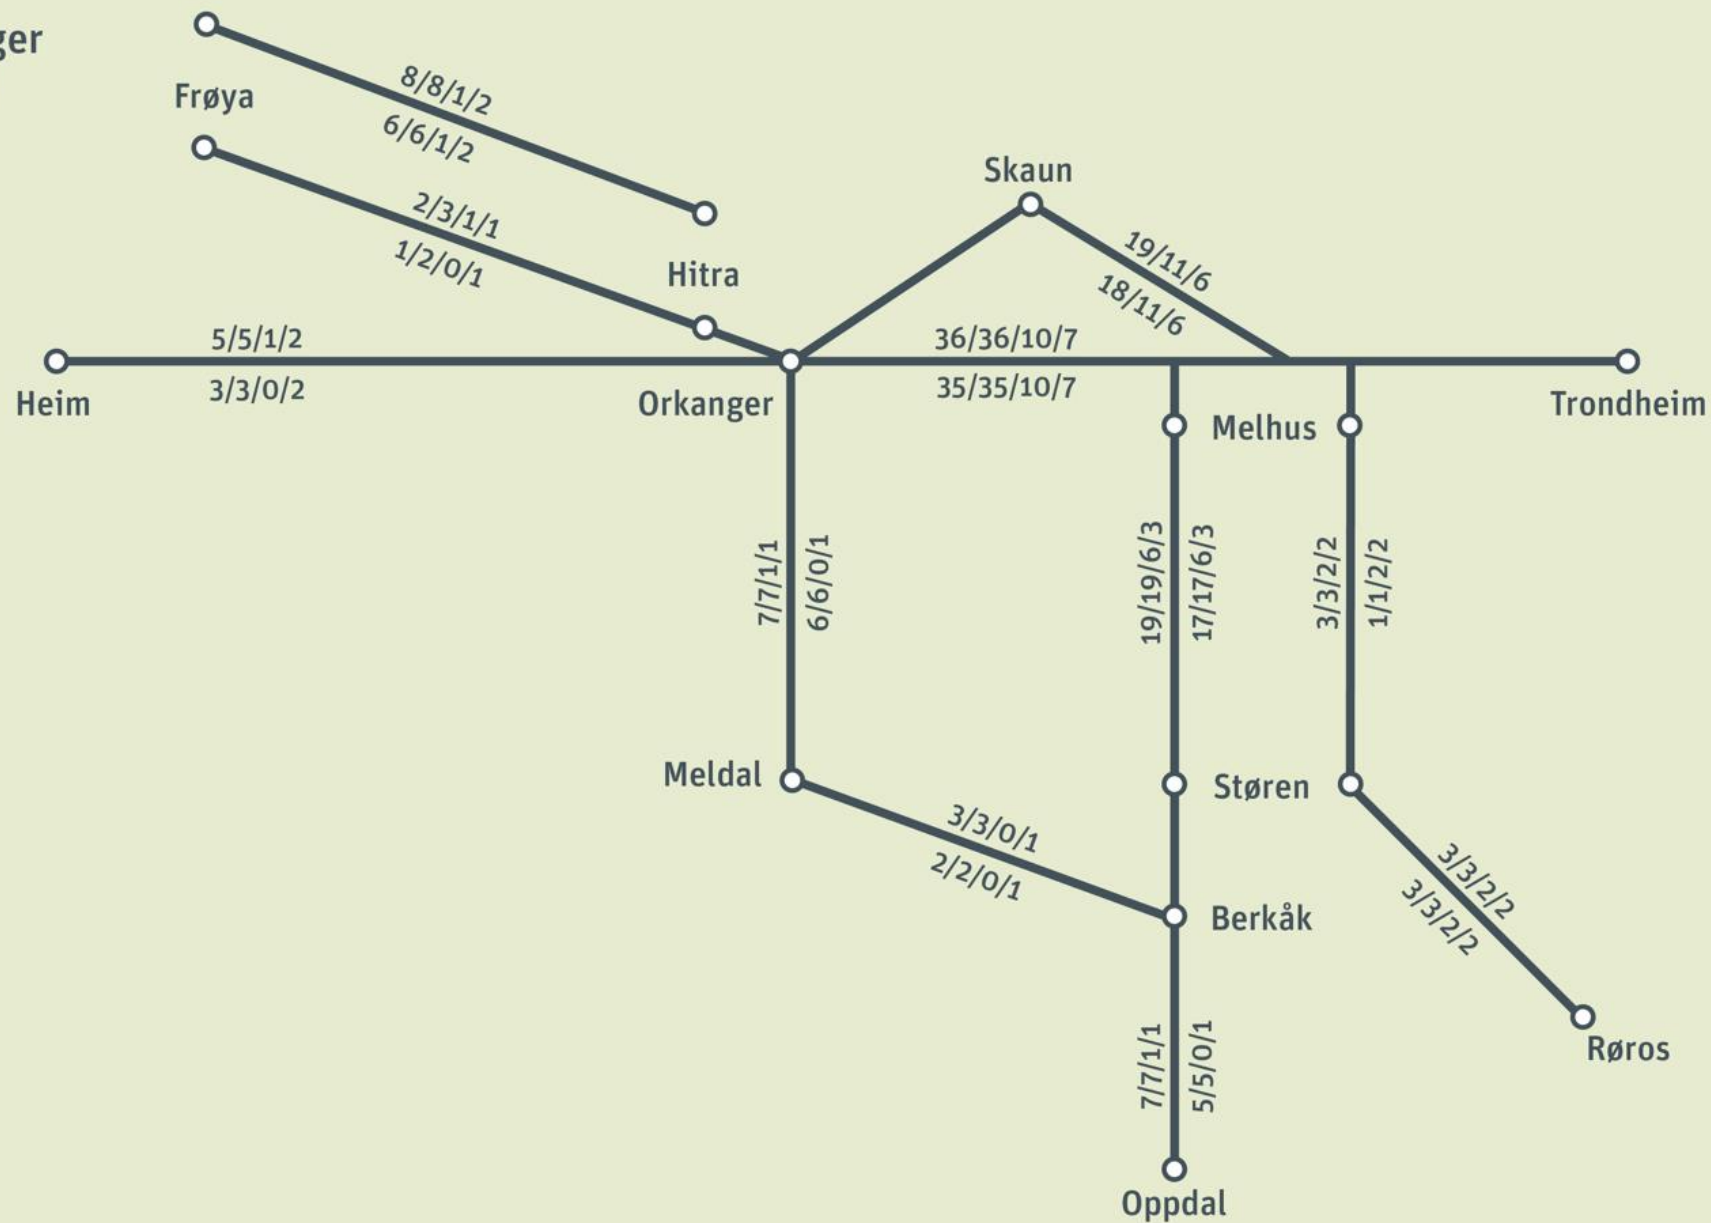 ger
8/8/1/2
Frøya
6/6/1/2
Skaun
2/3/1/1
1/2/0/1
19/11/6
Hitra
18/11/6
5/5/1/2
36/36/10/7
3/3/0/2
35/35/10/7
Heim
Orkanger
Trondheim
Melhus
7/7/1/1
6/6/0/1
19/19/6/3
17/17/6/3
3/3/2/2
1/1/2/2
Meldal
Støren
3/3/0/1
2/2/0/1
3/3/2/2
3/3/2/2
Berkåk
7/7/1/1
5/5/0/1
Røros
Oppdal